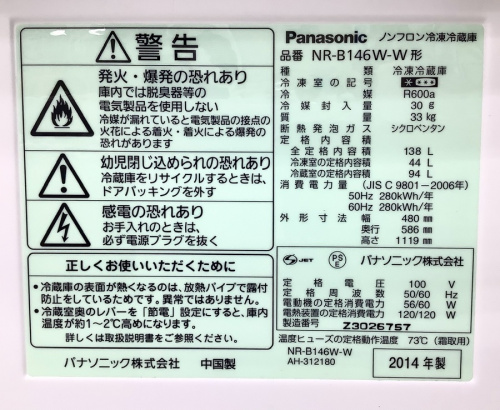 警告
発火・爆発の恐れあり
庫内では脱臭器等の
電気製品を使用しない
冷媒が漏れていると電気製品の接点の
火花による着火・着火による爆発の
恐れがあります
幼児閉じ込められの恐れあり
冷蔵庫をリサイクルするときは、
ドアパッキングを外す
感電の恐れあり
お手入れのときは、
必ず電源プラグを抜く
正しくお使いいただくために
●冷蔵庫の表面が熱くなるのは、放熱パイプで露付
防止をしているためです。異常ではありません。
●冷蔵室奥のレバーを「節電」設定にすると、庫内
温度が約1〜2℃高めになります。
詳しくは取扱説明書をご参照ください。
パナソニック株式会社 中国製
Panasonic ノンフロン冷凍冷蔵庫
品番 NR-B146W-W 形
種類 冷凍冷蔵庫
冷凍室の記号 ****
冷媒 R600a
冷媒封入量 30g
質量 33kg
断熱発泡ガス シクロペンタン
定格内容積
全定格内容積 138 L
冷凍室の定格内容積 44 L
冷蔵室の定格内容積 94 L
消費電力量 (JIS C 9801-2006年)
50Hz 280kWh/年
60Hz 280kWh/年
外形寸法 幅 480 mm
奥行 586 mm
高さ 1119 mm
S JET PS E パナソニック株式会社
定格電圧 100 V
定格周波数 50/60 Hz
電動機の定格消費電力 56/60 W
電熱装置の定格消費電力 120/120 W
製造番号 Z3026757
温度ヒューズの定格動作温度 73℃(霜取用)
NR-B146W-W
AH-312180
2014年製